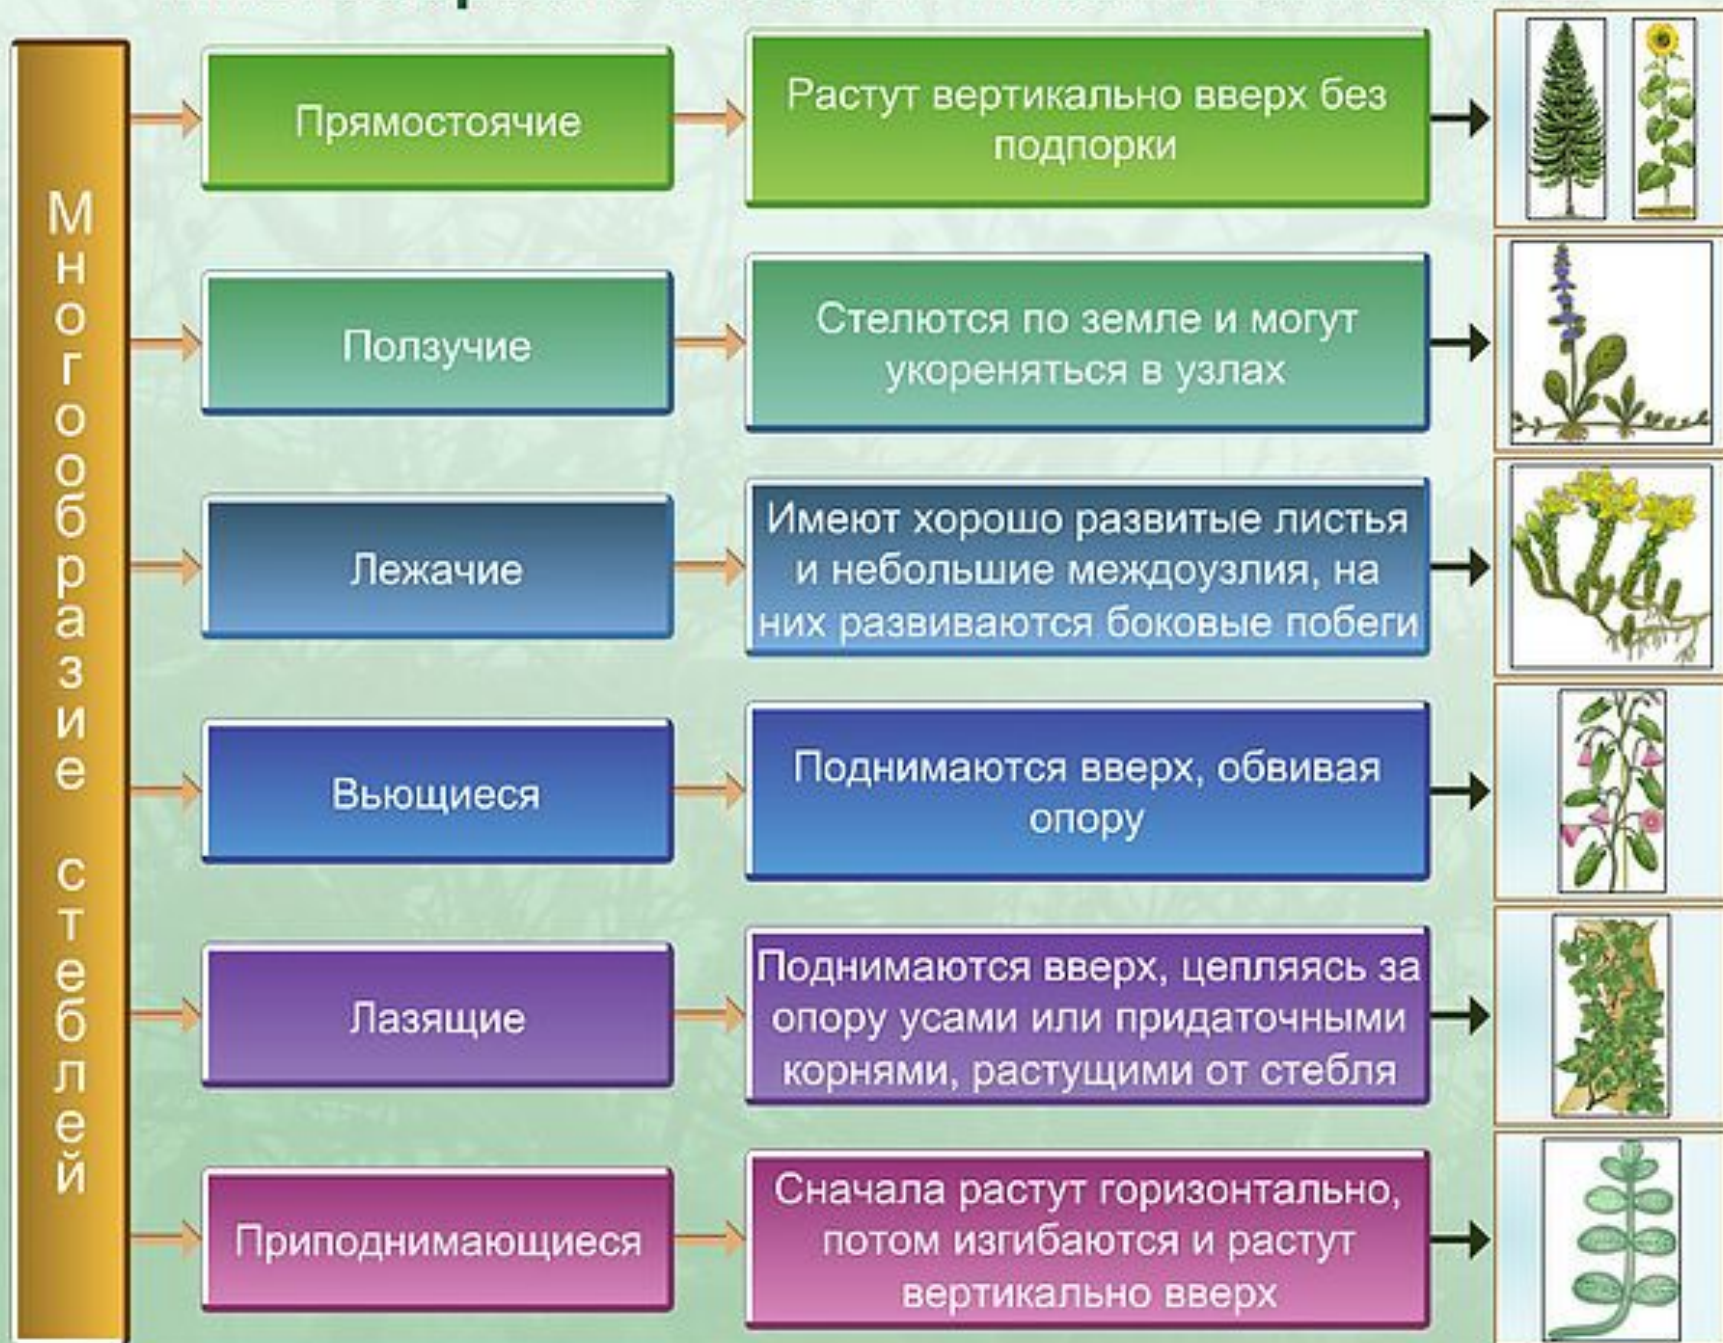 Многообразие стеблей
Прямостоячие
Растут вертикально вверх без
подпорки
Ползучие
Стелются по земле и могут
укореняться в узлах
Лежачие
Имеют хорошо развитые листья
и небольшие междоузлия, на
них развиваются боковые побеги
Вьющиеся
Поднимаются вверх, обвивая
опору
Лазящие
Поднимаются вверх, цепляясь за
опору усами или придаточными
корнями, растущими от стебля
Приподнимающиеся
Сначала растут горизонтально,
потом изгибаются и растут
вертикально вверх